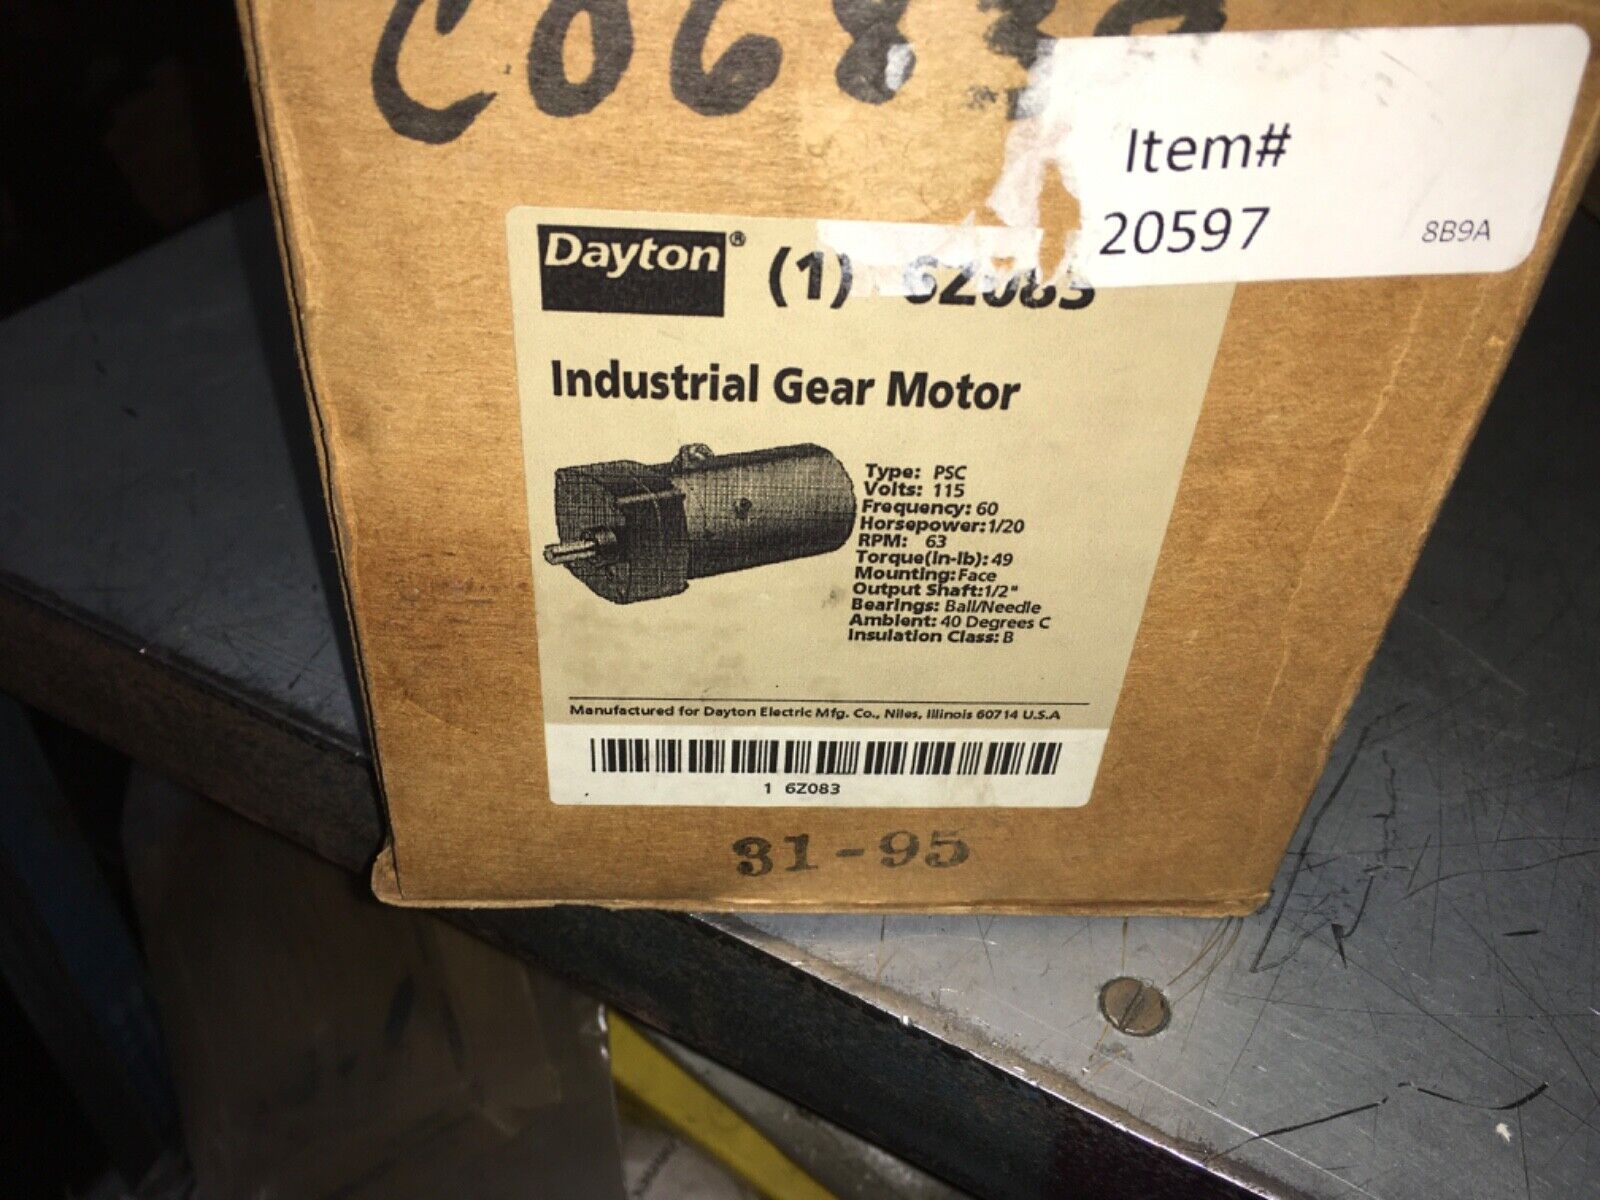 Item#
20597 8B9A
Dayton® (1) 6Z083
Industrial Gear Motor
Type: PSC
Volts: 115
Frequency: 60
Horsepower:1/20
RPM: 63
Torque(In-lb): 49
Mounting: Face
Output Shaft:1/2"
Bearings: Ball/Needle
Ambient: 40 Degrees C
Insulation Class: B
Manufactured for Dayton Electric Mfg. Co., Niles, Illinois 60714 U.S.A
1 6Z083
31-95